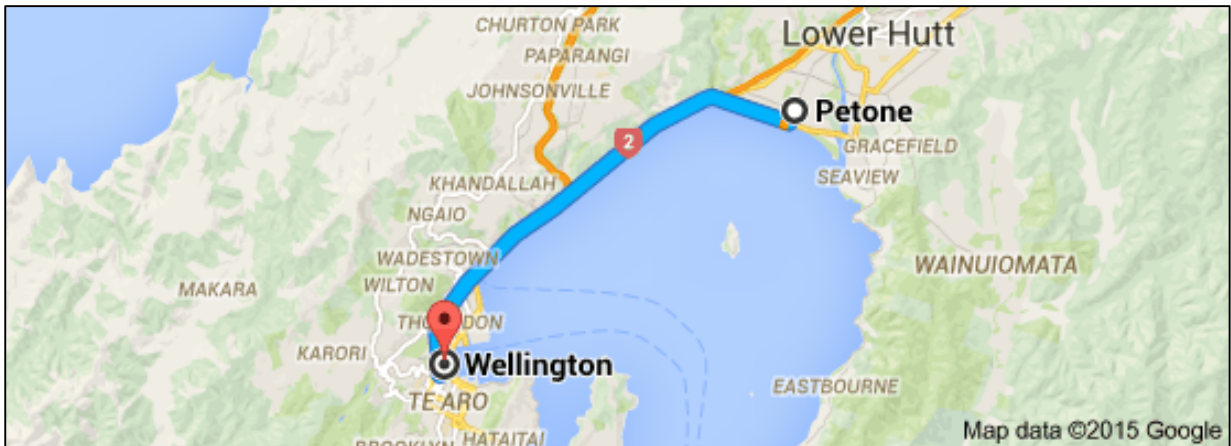 CHURTON PARK
PAPARANGI
Lower Hutt
JOHNSONVILLE
Petone
2
GRACEFIELD
KHANDALLAH
SEAVIEW
NGAIO
WADESTOWN
WAINUIOMATA
WILTON
MAKARA
KARORI
Wellington
EASTBOURNE
TE ARO
HATAITAI
Map data ©2015 Google